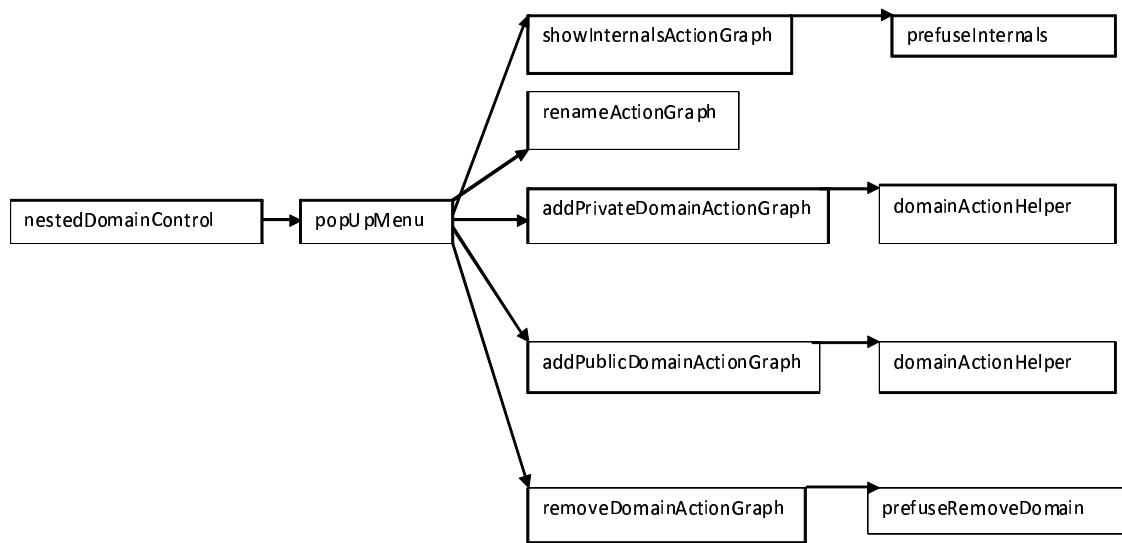 showInternalsActionGraph
prefuseInternals
renameActionGraph
nestedDomainControl
popUpMenu
addPrivateDomainActionGraph
domainActionHelper
addPublicDomainActionGraph
domainActionHelper
removeDomainActionGraph
prefuseRemoveDomain